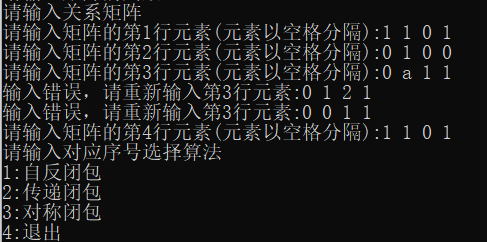 请输入关系矩阵
请输入矩阵的第1行元素(元素以空格分隔):1 1 0 1
请输入矩阵的第2行元素(元素以空格分隔):0 1 0 0
请输入矩阵的第3行元素(元素以空格分隔):0 a 1 1
输入错误，请重新输入第3行元素:0 1 2 1
输入错误，请重新输入第3行元素:0 0 1 1
请输入矩阵的第4行元素(元素以空格分隔):1 1 0 1
请输入对应序号选择算法
1:自反闭包
2:传递闭包
3:对称闭包
4:退出